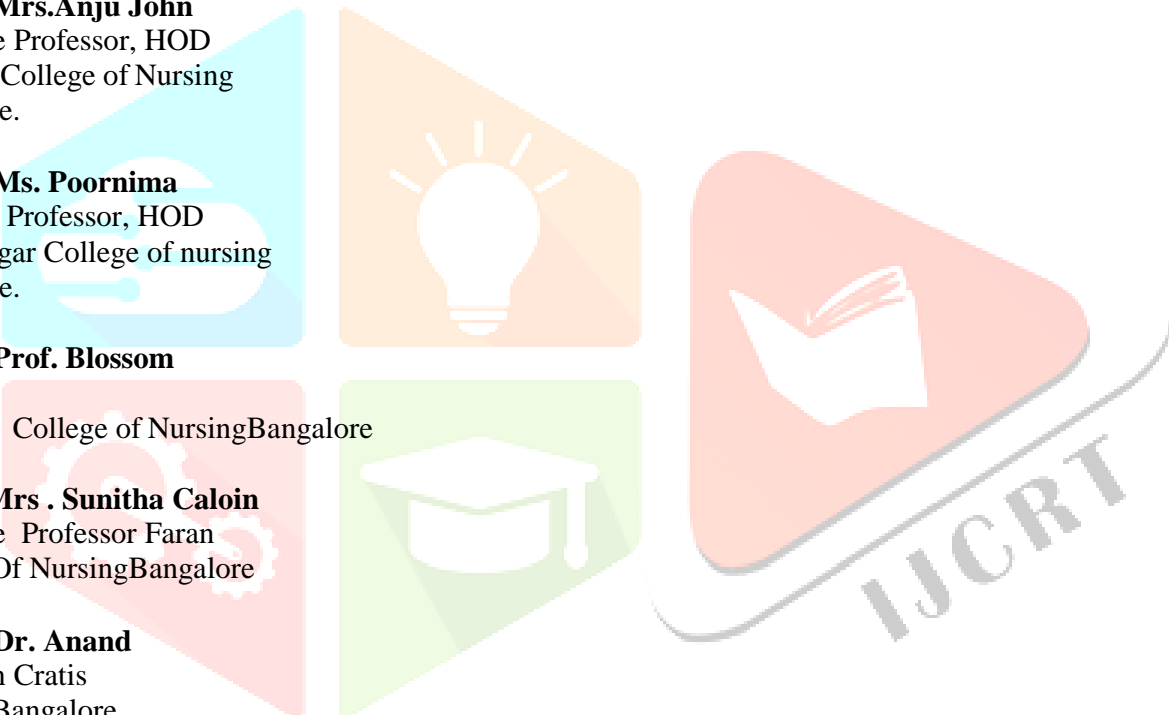 Mrs.Anju John
e Professor, HOD
College of Nursing
e.
Ms. Poornima
Professor, HOD
gar College of nursing
e.
Prof. Blossom
College of NursingBangalore
Mrs . Sunitha Caloin
e Professor Faran
Of NursingBangalore
Dr. Anand
n Cratis
Bangalore
IJCRT